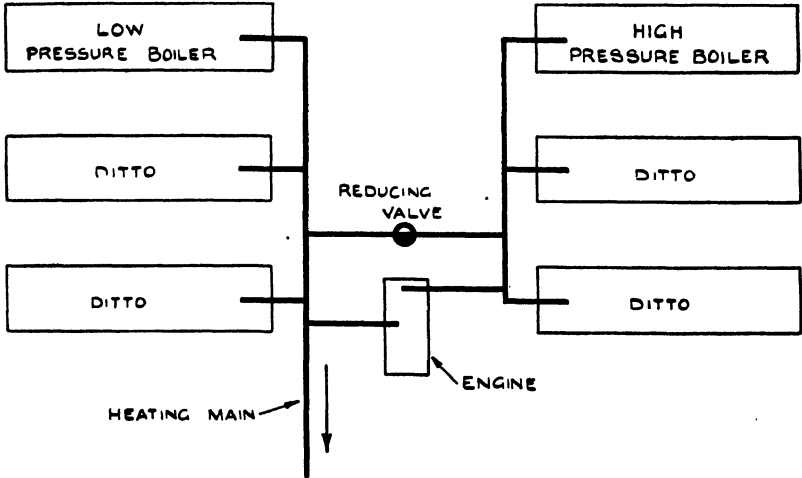 LOW
PRESSURE BOILER
HIGH
PRESSURE BOILER
DITTO
DITTO
REDUCING
VALVE
DITTO
DITTO
ENGINE
HEATING MAIN